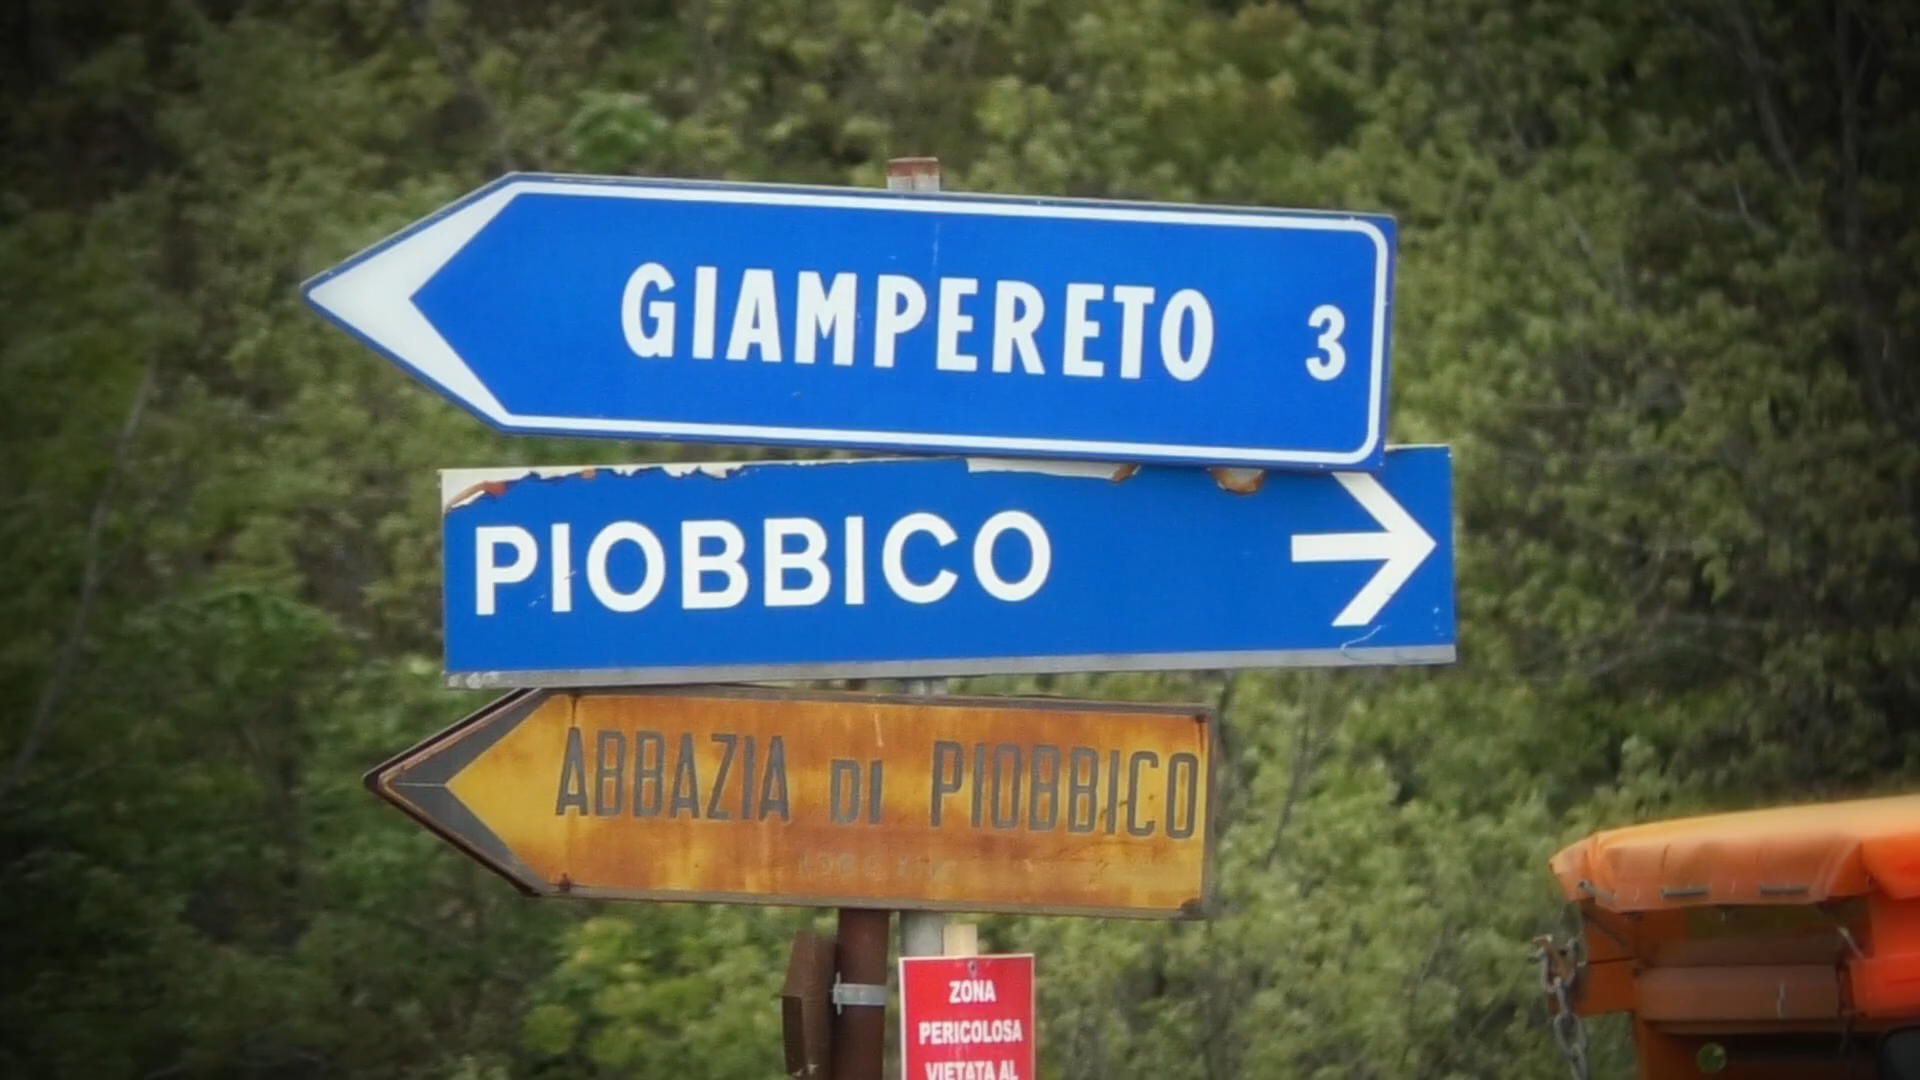 GIAMPERETO 3
PIOBBICO
ABBAZIA DI PIOBBICO
ZONA
PERICOLOSA
VIETATA AL